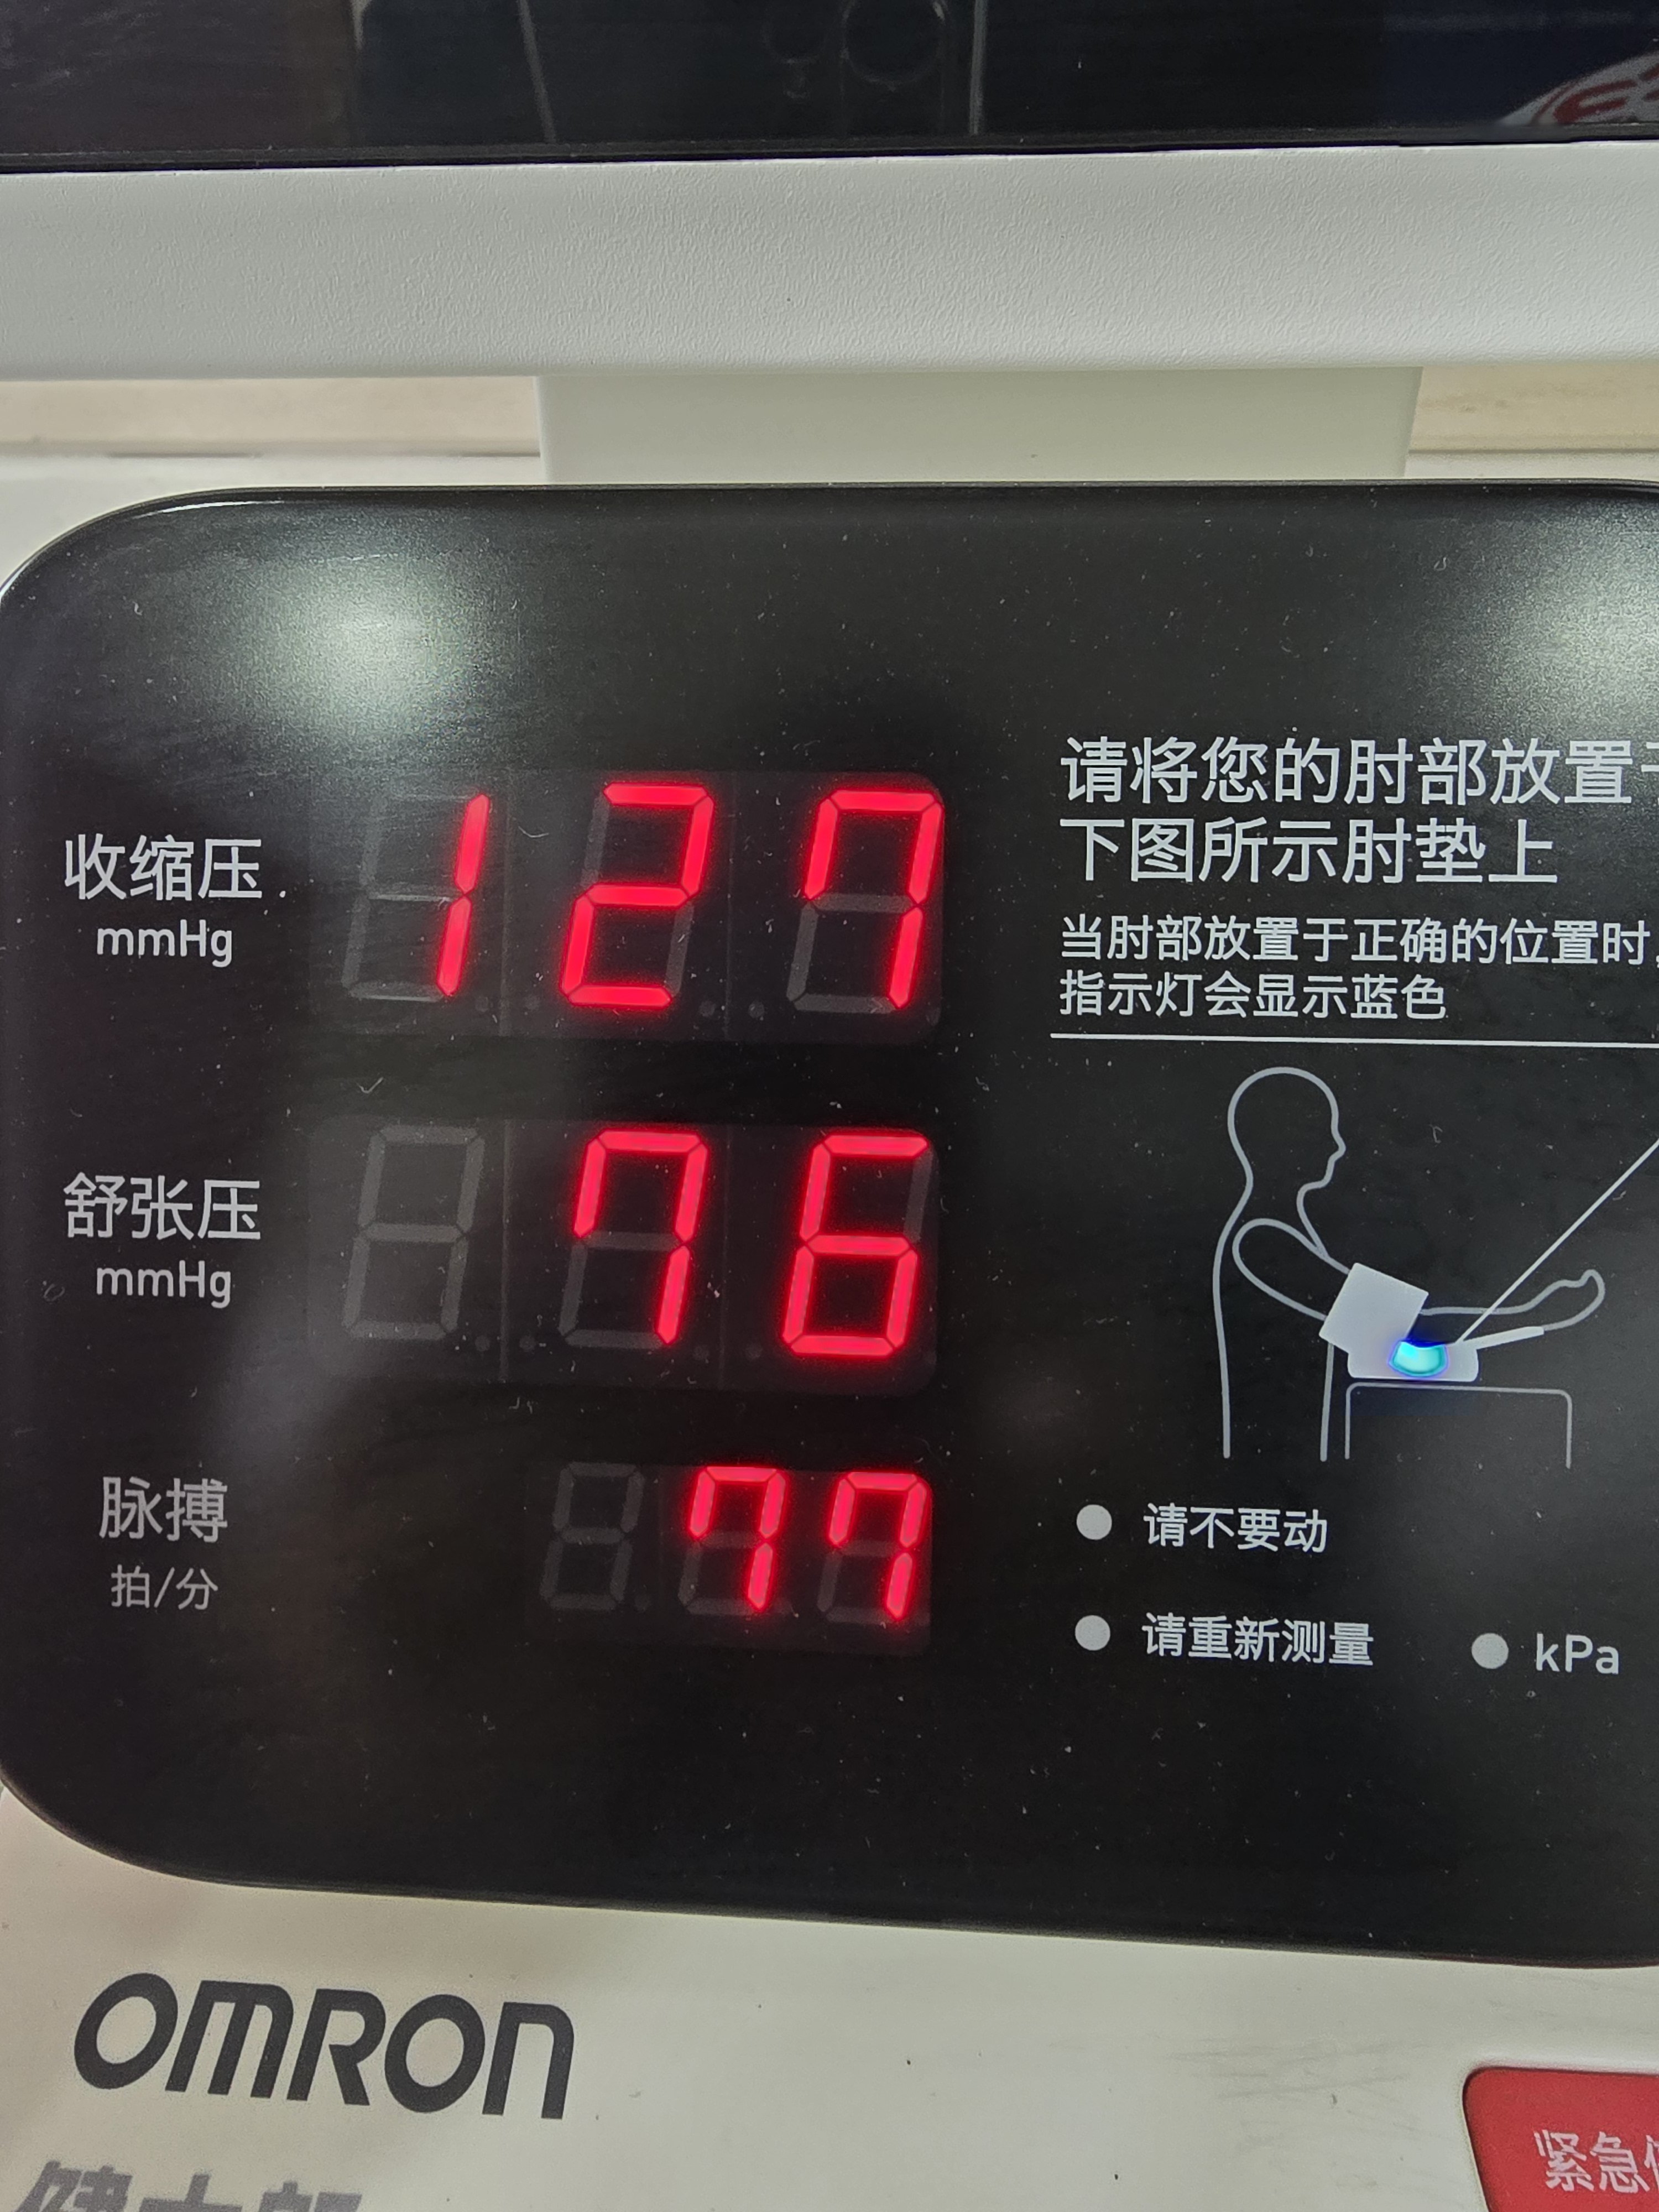 收缩压
mmHg
127
舒张压
mmHg
76
脉搏
拍/分
77
请将您的肘部放置于
下图所示肘垫上
当肘部放置于正确的位置时,
指示灯会显示蓝色
请不要动
请重新测量
kPa
OMRON
紧急